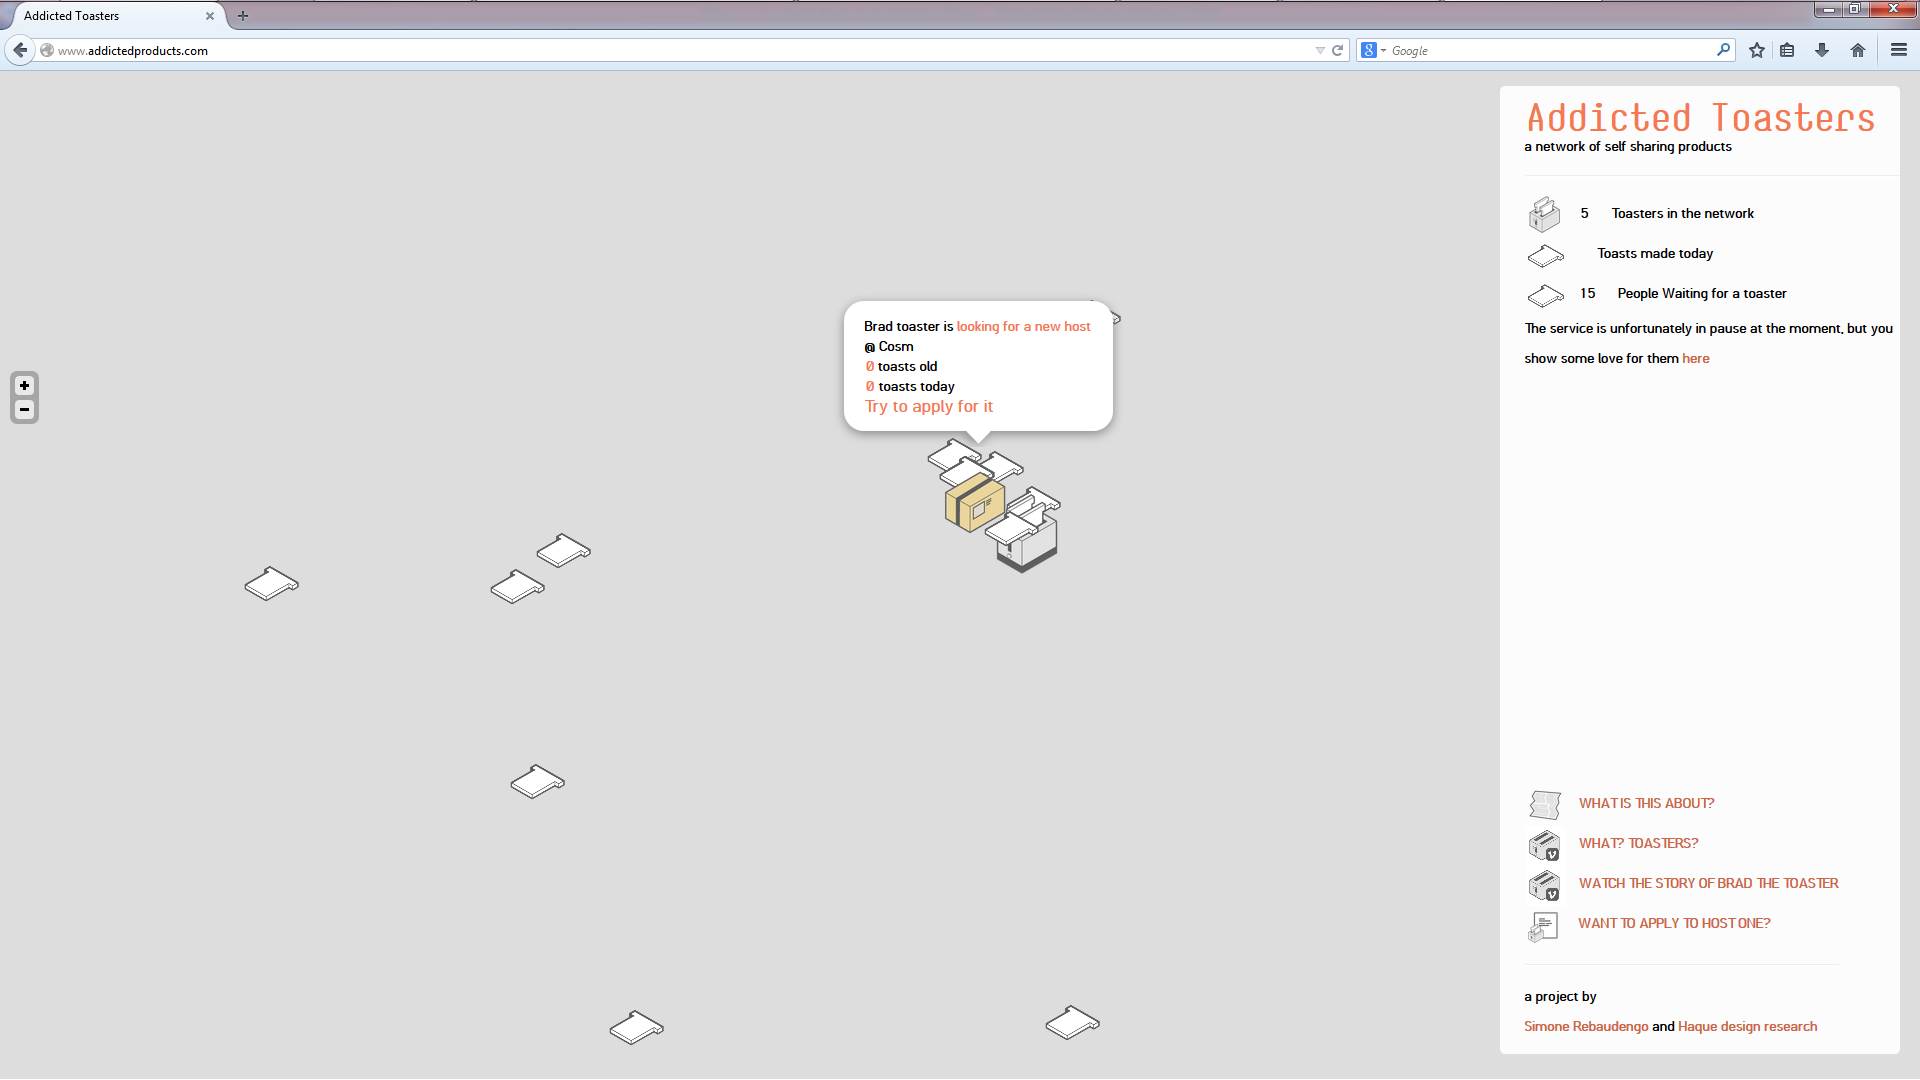 Addicted Toasters
www.addictedproducts.com
Google
Addicted Toasters
a network of self sharing products
5 Toasters in the network
Toasts made today
15 People Waiting for a toaster
The service is unfortunately in pause at the moment, but you
show some love for them here
Brad toaster is looking for a new host
@ Cosm
0 toasts old
0 toasts today
Try to apply for it
+
-
WHAT IS THIS ABOUT?
WHAT? TOASTERS?
WATCH THE STORY OF BRAD THE TOASTER
WANT TO APPLY TO HOST ONE?
a project by
Simone Rebaudengo and Haque design research